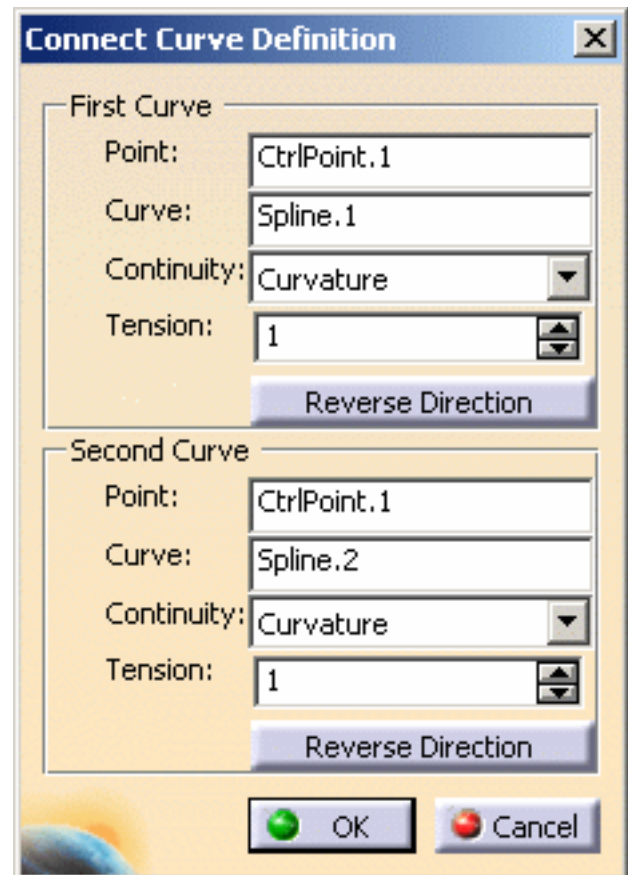 Connect Curve Definition
First Curve
Point: CtrlPoint.1
Curve: Spline.1
Continuity: Curvature
Tension: 1
Reverse Direction
Second Curve
Point: CtrlPoint.1
Curve: Spline.2
Continuity: Curvature
Tension: 1
Reverse Direction
OK Cancel